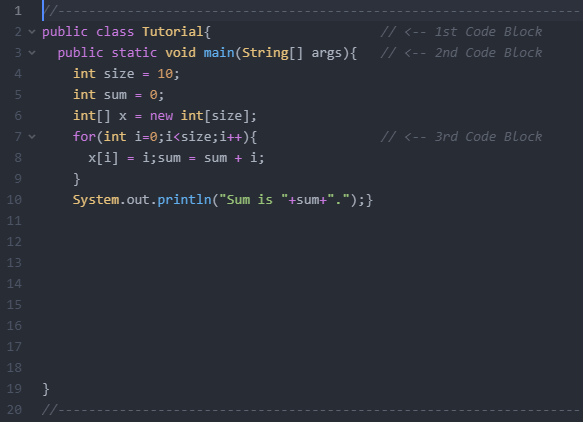 1 //--------------------------------------------------------------------
2 public class Tutorial{ // <-- 1st Code Block
3 public static void main(String[] args){ // <-- 2nd Code Block
4 int size = 10;
5 int sum = 0;
6 int[] x = new int[size];
7 for(int i=0;i<size;i++){ // <-- 3rd Code Block
8 x[i] = i;sum = sum + i;
9 }
10 System.out.println("Sum is "+sum+".");}
11
12
13
14
15
16
17
18
19 }
20 //--------------------------------------------------------------------